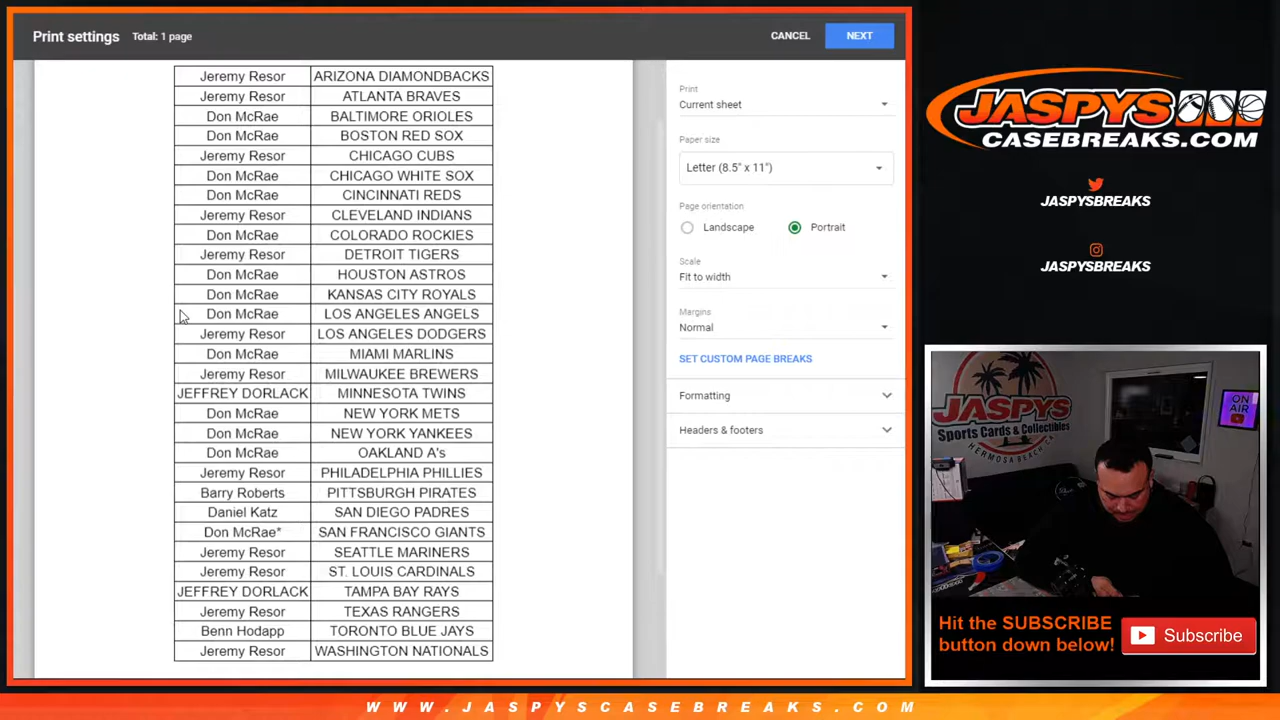 Print settings Total: 1 page CANCEL NEXT
Jeremy Resor ARIZONA DIAMONDBACKS
Jeremy Resor ATLANTA BRAVES
Don McRae BALTIMORE ORIOLES
Don McRae BOSTON RED SOX
Jeremy Resor CHICAGO CUBS
Don McRae CHICAGO WHITE SOX
Don McRae CINCINNATI REDS
Jeremy Resor CLEVELAND INDIANS
Don McRae COLORADO ROCKIES
Jeremy Resor DETROIT TIGERS
Don McRae HOUSTON ASTROS
Don McRae KANSAS CITY ROYALS
Don McRae LOS ANGELES ANGELS
Jeremy Resor LOS ANGELES DODGERS
Don McRae MIAMI MARLINS
Jeremy Resor MILWAUKEE BREWERS
JEFFREY DORLACK MINNESOTA TWINS
Don McRae NEW YORK METS
Don McRae NEW YORK YANKEES
Don McRae OAKLAND A's
Jeremy Resor PHILADELPHIA PHILLIES
Barry Roberts PITTSBURGH PIRATES
Daniel Katz SAN DIEGO PADRES
Don McRae* SAN FRANCISCO GIANTS
Jeremy Resor SEATTLE MARINERS
Jeremy Resor ST. LOUIS CARDINALS
JEFFREY DORLACK TAMPA BAY RAYS
Jeremy Resor TEXAS RANGERS
Benn Hodapp TORONTO BLUE JAYS
Jeremy Resor WASHINGTON NATIONALS
Print
Current sheet
Paper size
Letter (8.5" x 11")
Page orientation
Landscape Portrait
Scale
Fit to width
Margins
Normal
SET CUSTOM PAGE BREAKS
Formatting
Headers & footers
JASPYS
CASEBREAKS.COM
JASPYSBREAKS
JASPYSBREAKS
JASPYS
Sports Cards & Collectibles
HERMOSA BEACH, CA
ON
AIR
Hit the SUBSCRIBE
button down below!
Subscribe
WWW.JASPYSCASEBREAKS.COM